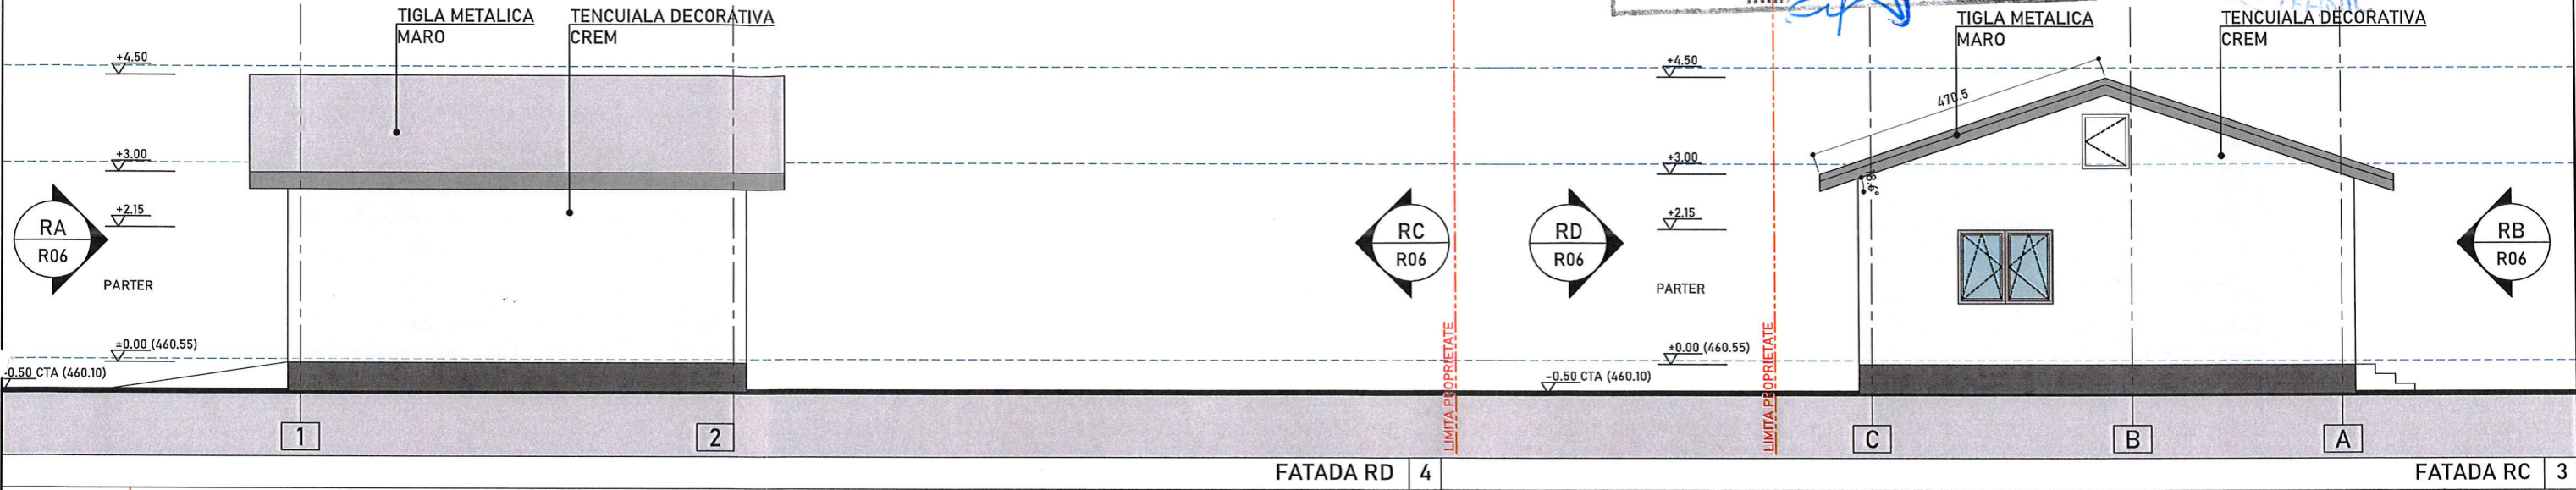 TIGLA METALICA
MARO
TENCUIALA DECORATIVA
CREM
+4.50
+3.00
+2.15
RA
R06
PARTER
±0.00 (460.55)
-0.50 CTA (460.10)
1
2
RC
R06
LIMITA PROPRIETATE
FATADA RD 4
TIGLA METALICA
MARO
TENCUIALA DECORATIVA
CREM
+4.50
470.5
+3.00
18.6°
+2.15
RD
R06
RB
R06
PARTER
±0.00 (460.55)
-0.50 CTA (460.10)
LIMITA PROPRIETATE
C
B
A
FATADA RC 3